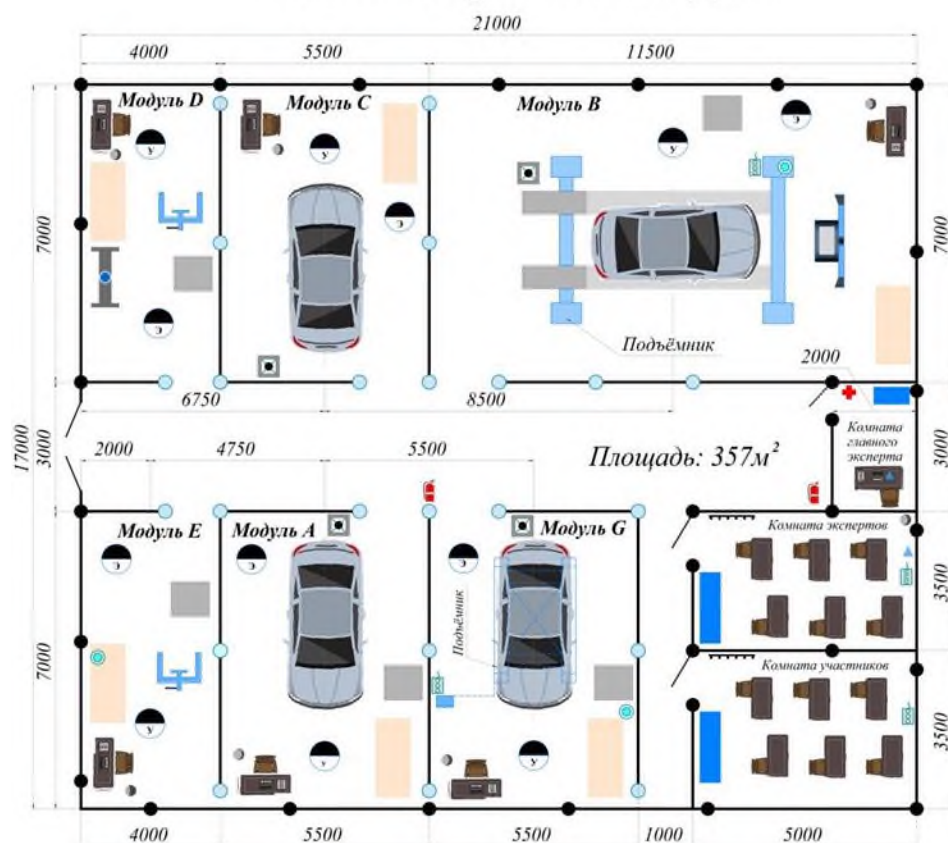 21000
4000
5500
11500
Модуль D
Модуль C
Модуль B
У
У
У
Э
Э
Э
7000
7000
Подъёмник
2000
6750
8500
17000
3000
3000
2000
4750
5500
Площадь: 357м²
Комната
главного
эксперта
Модуль E
Модуль A
Модуль G
Комната экспертов
Э
Э
Э
Подъёмник
3500
7000
Комната участников
У
У
У
3500
4000
5500
5500
1000
5000